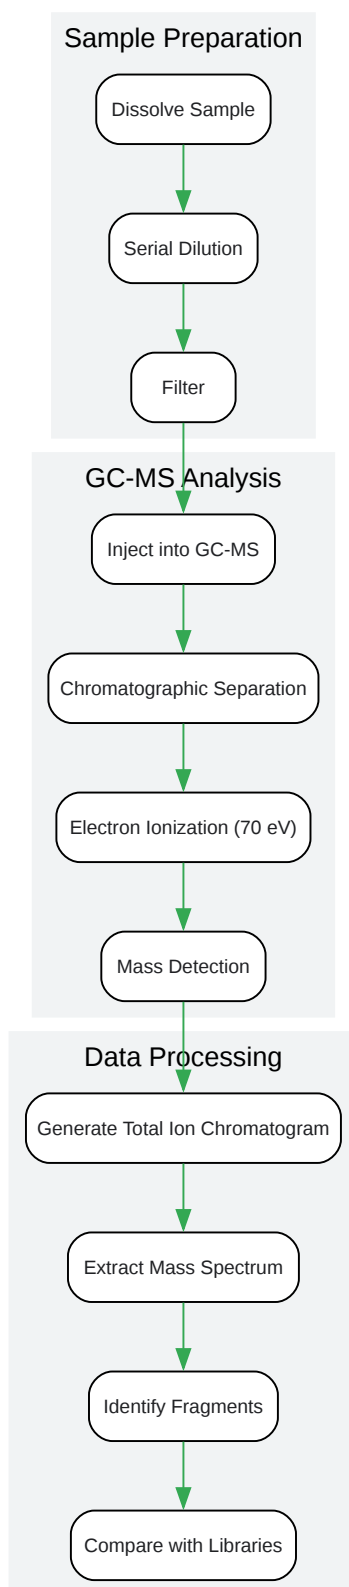 Sample Preparation
Dissolve Sample
Serial Dilution
Filter
GC-MS Analysis
Inject into GC-MS
Chromatographic Separation
Electron Ionization (70 eV)
Mass Detection
Data Processing
Generate Total Ion Chromatogram
Extract Mass Spectrum
Identify Fragments
Compare with Libraries